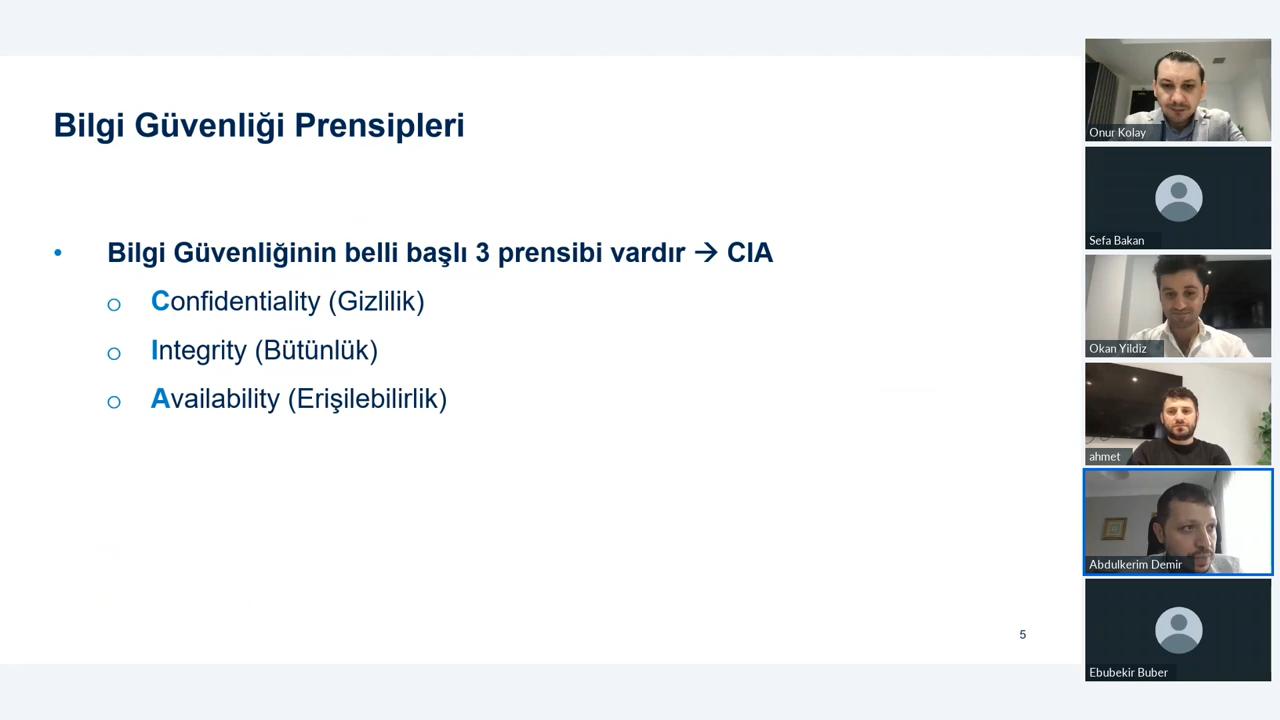 Bilgi Güvenliği Prensipleri
• Bilgi Güvenliğinin belli başlı 3 prensibi vardır → CIA
o Confidentiality (Gizlilik)
o Integrity (Bütünlük)
o Availability (Erişilebilirlik)
5
Onur Kolay
Sefa Bakan
Okan Yildiz
ahmet
Abdulkerim Demir
Ebubekir Buber